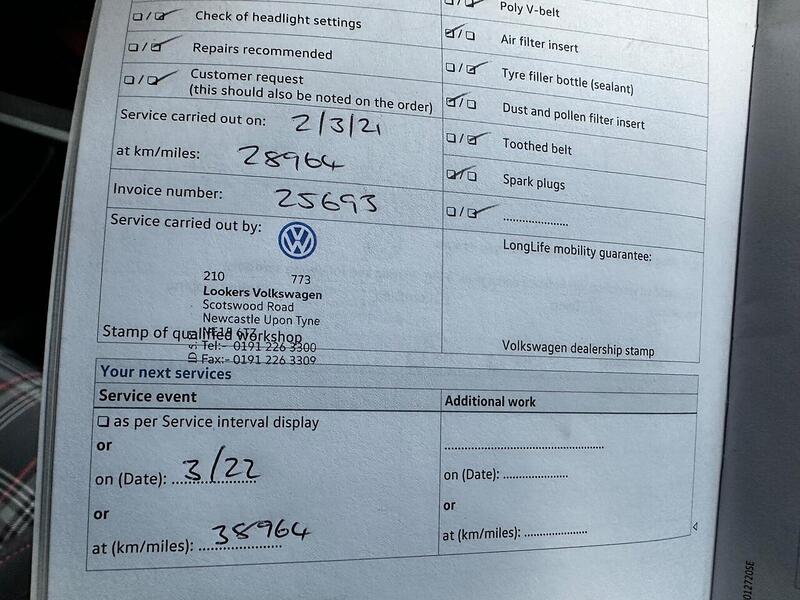 ☐ / ☑ Check of headlight settings
☐ / ☑ Repairs recommended
☐ / ☑ Customer request
(this should also be noted on the order)
Service carried out on: 2/3/21
at km/miles: 28964
Invoice number: 25693
Service carried out by:
210 773
Lookers Volkswagen
Scotswood Road
Newcastle Upon Tyne
NE15 6TZ
Stamp of qualified workshop
Tel:- 0191 226 3300
Fax:- 0191 226 3309
☐ / ☑ Poly V-belt
☑ / ☐ Air filter insert
☐ / ☑ Tyre filler bottle (sealant)
☑ / ☐ Dust and pollen filter insert
☐ / ☑ Toothed belt
☑ / ☐ Spark plugs
☐ / ☑ ....................
LongLife mobility guarantee:
Volkswagen dealership stamp
Your next services
Service event
☐ as per Service interval display
or
on (Date): 3/22
or
at (km/miles): 38964
Additional work
..................................................
on (Date): ....................
or
at (km/miles): ....................
012720SE